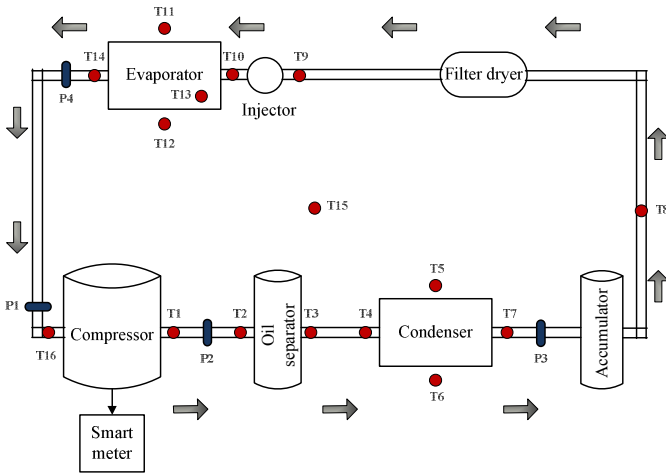 T11
T14
Evaporator
T10
T9
Filter dryer
P4
T13
Injector
T12
T15
T8
T5
P1
Compressor
T1
T2
Oil
separator
T3
T4
Condenser
T7
Accumulator
T16
P2
P3
T6
Smart
meter